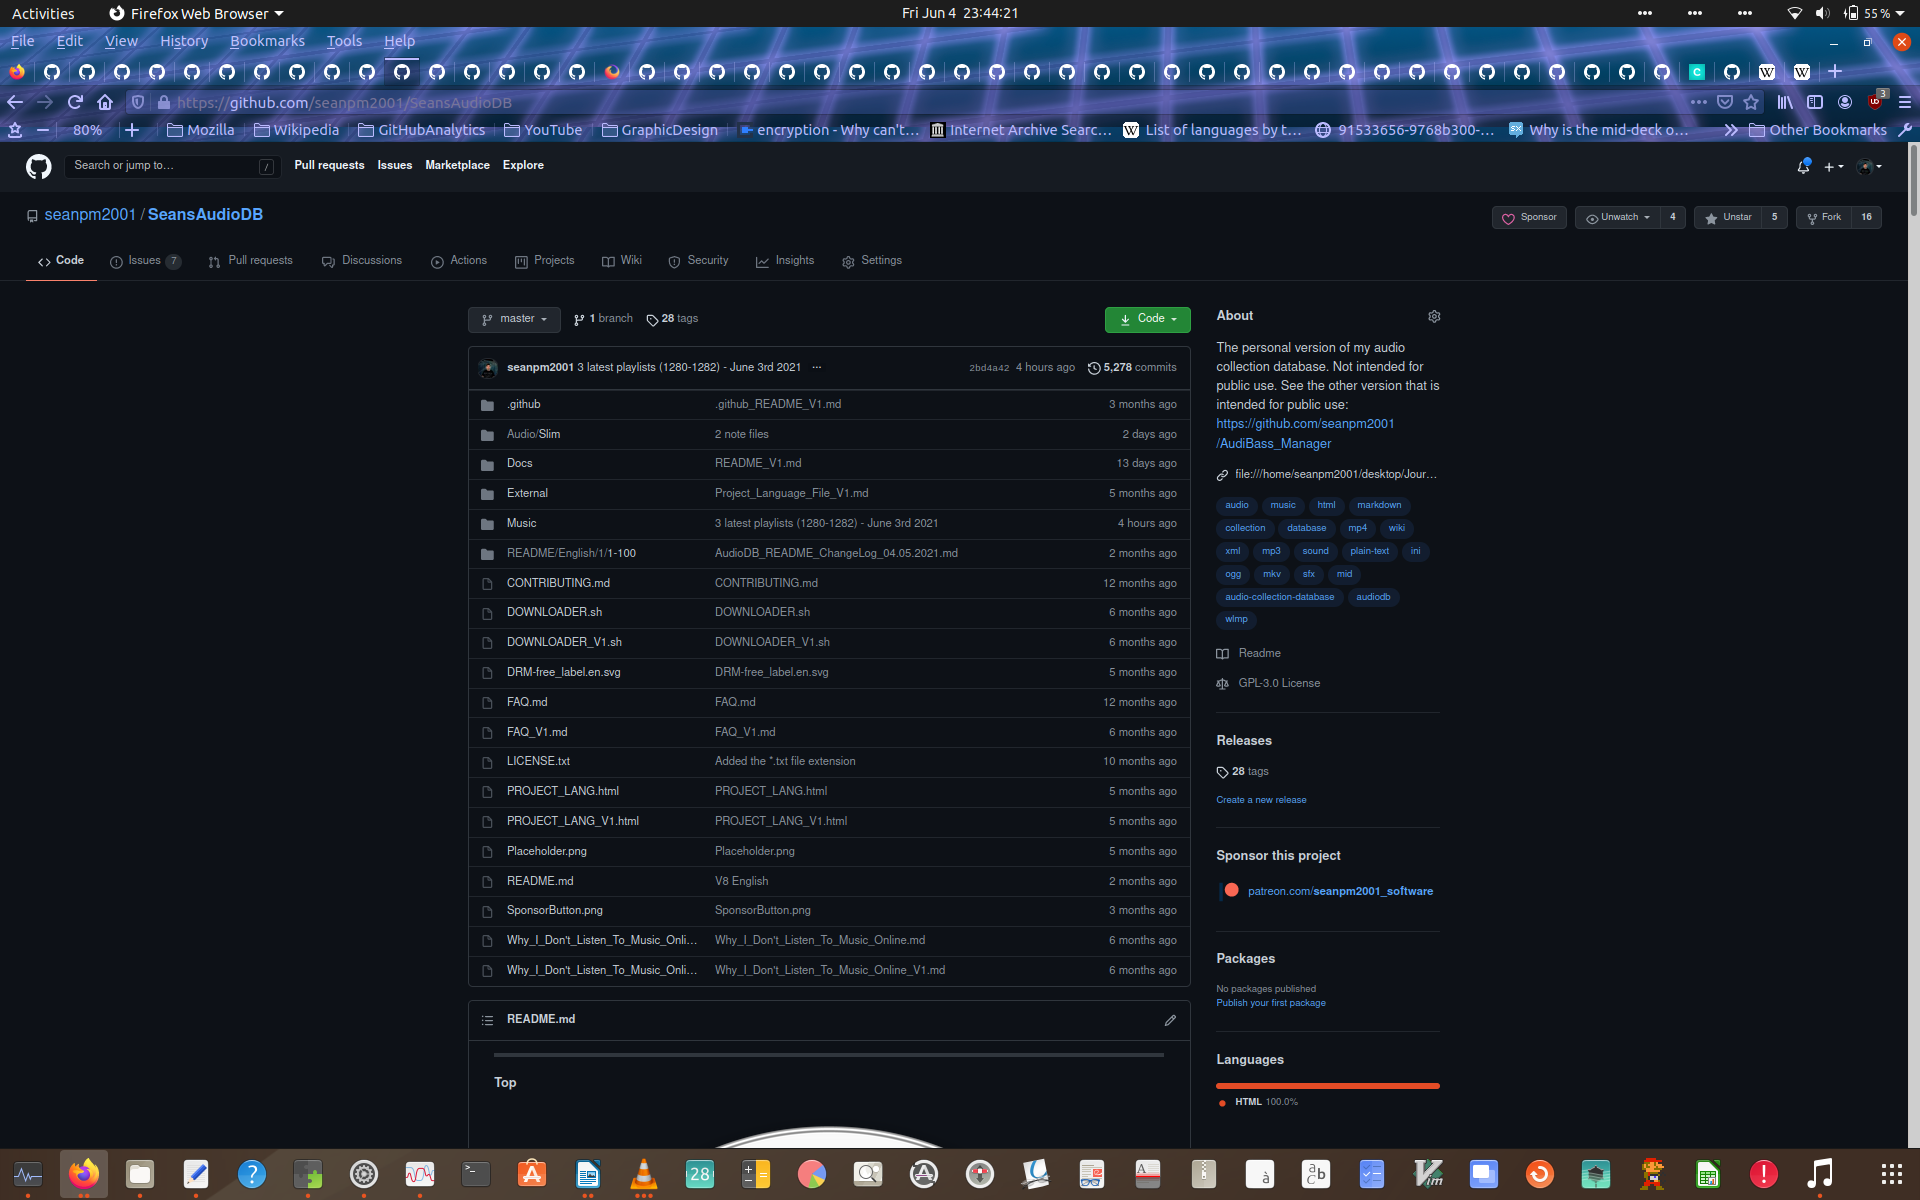 Activities
Firefox Web Browser
Fri Jun 4  23:44:21
55 %
File Edit View History Bookmarks Tools Help
https://github.com/seanpm2001/SeansAudioDB
3
80%
Mozilla
Wikipedia
GitHubAnalytics
YouTube
GraphicDesign
encryption - Why can't…
Internet Archive Searc…
List of languages by t…
91533656-9768b300-…
Why is the mid-deck o…
Other Bookmarks
Search or jump to…
/
Pull requests
Issues
Marketplace
Explore
seanpm2001 / SeansAudioDB
Sponsor
Unwatch 4
Unstar 5
Fork 16
Code
Issues 7
Pull requests
Discussions
Actions
Projects
Wiki
Security
Insights
Settings
master
1 branch
28 tags
Code
seanpm2001 3 latest playlists (1280-1282) - June 3rd 2021 ···
2bd4a42 4 hours ago
5,278 commits
.github .github_README_V1.md 3 months ago
Audio/Slim 2 note files 2 days ago
Docs README_V1.md 13 days ago
External Project_Language_File_V1.md 5 months ago
Music 3 latest playlists (1280-1282) - June 3rd 2021 4 hours ago
README/English/1/1-100 AudioDB_README_ChangeLog_04.05.2021.md 2 months ago
CONTRIBUTING.md CONTRIBUTING.md 12 months ago
DOWNLOADER.sh DOWNLOADER.sh 6 months ago
DOWNLOADER_V1.sh DOWNLOADER_V1.sh 6 months ago
DRM-free_label.en.svg DRM-free_label.en.svg 5 months ago
FAQ.md FAQ.md 12 months ago
FAQ_V1.md FAQ_V1.md 6 months ago
LICENSE.txt Added the *.txt file extension 10 months ago
PROJECT_LANG.html PROJECT_LANG.html 5 months ago
PROJECT_LANG_V1.html PROJECT_LANG_V1.html 5 months ago
Placeholder.png Placeholder.png 5 months ago
README.md V8 English 2 months ago
SponsorButton.png SponsorButton.png 3 months ago
Why_I_Don't_Listen_To_Music_Onli… Why_I_Don't_Listen_To_Music_Online.md 6 months ago
Why_I_Don't_Listen_To_Music_Onli… Why_I_Don't_Listen_To_Music_Online_V1.md 6 months ago
README.md
Top
About
The personal version of my audio
collection database. Not intended for
public use. See the other version that is
intended for public use:
https://github.com/seanpm2001
/AudiBass_Manager
file:///home/seanpm2001/desktop/Jour…
audio music html markdown
collection database mp4 wiki
xml mp3 sound plain-text ini
ogg mkv sfx mid
audio-collection-database audiodb
wlmp
Readme
GPL-3.0 License
Releases
28 tags
Create a new release
Sponsor this project
patreon.com/seanpm2001_software
Packages
No packages published
Publish your first package
Languages
HTML 100.0%
28